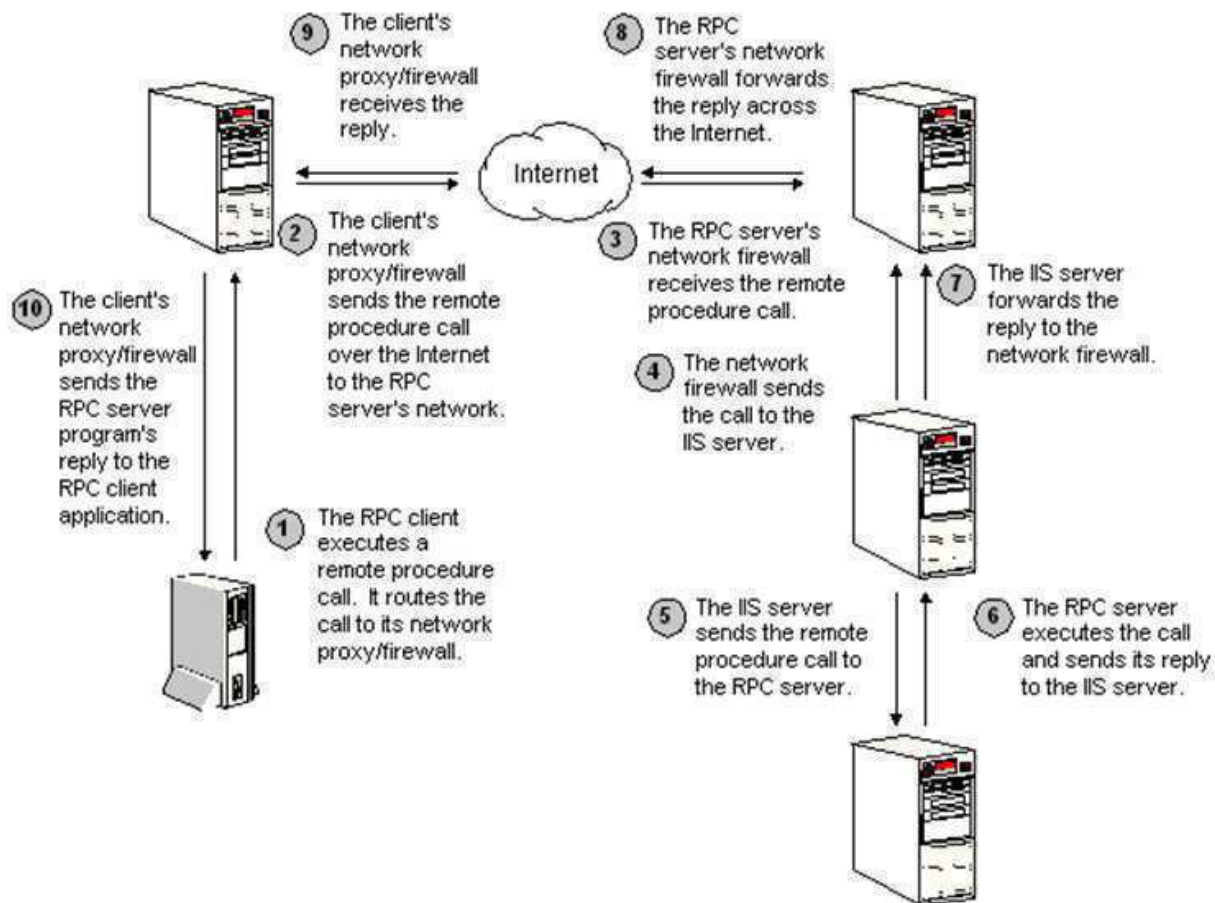 9
The client's
network
proxy/firewall
receives the
reply.
8
The RPC
server's network
firewall forwards
the reply across
the Internet.
Internet
2
The client's
network
proxy/firewall
sends the remote
procedure call
over the Internet
to the RPC
server's network.
3
The RPC server's
network firewall
receives the remote
procedure call.
7
The IIS server
forwards the
reply to the
network firewall.
10
The client's
network
proxy/firewall
sends the
RPC server
program's
reply to the
RPC client
application.
4
The network
firewall sends
the call to the
IIS server.
1
The RPC client
executes a
remote procedure
call. It routes the
call to its network
proxy/firewall.
5
The IIS server
sends the remote
procedure call to
the RPC server.
6
The RPC server
executes the call
and sends its reply
to the IIS server.